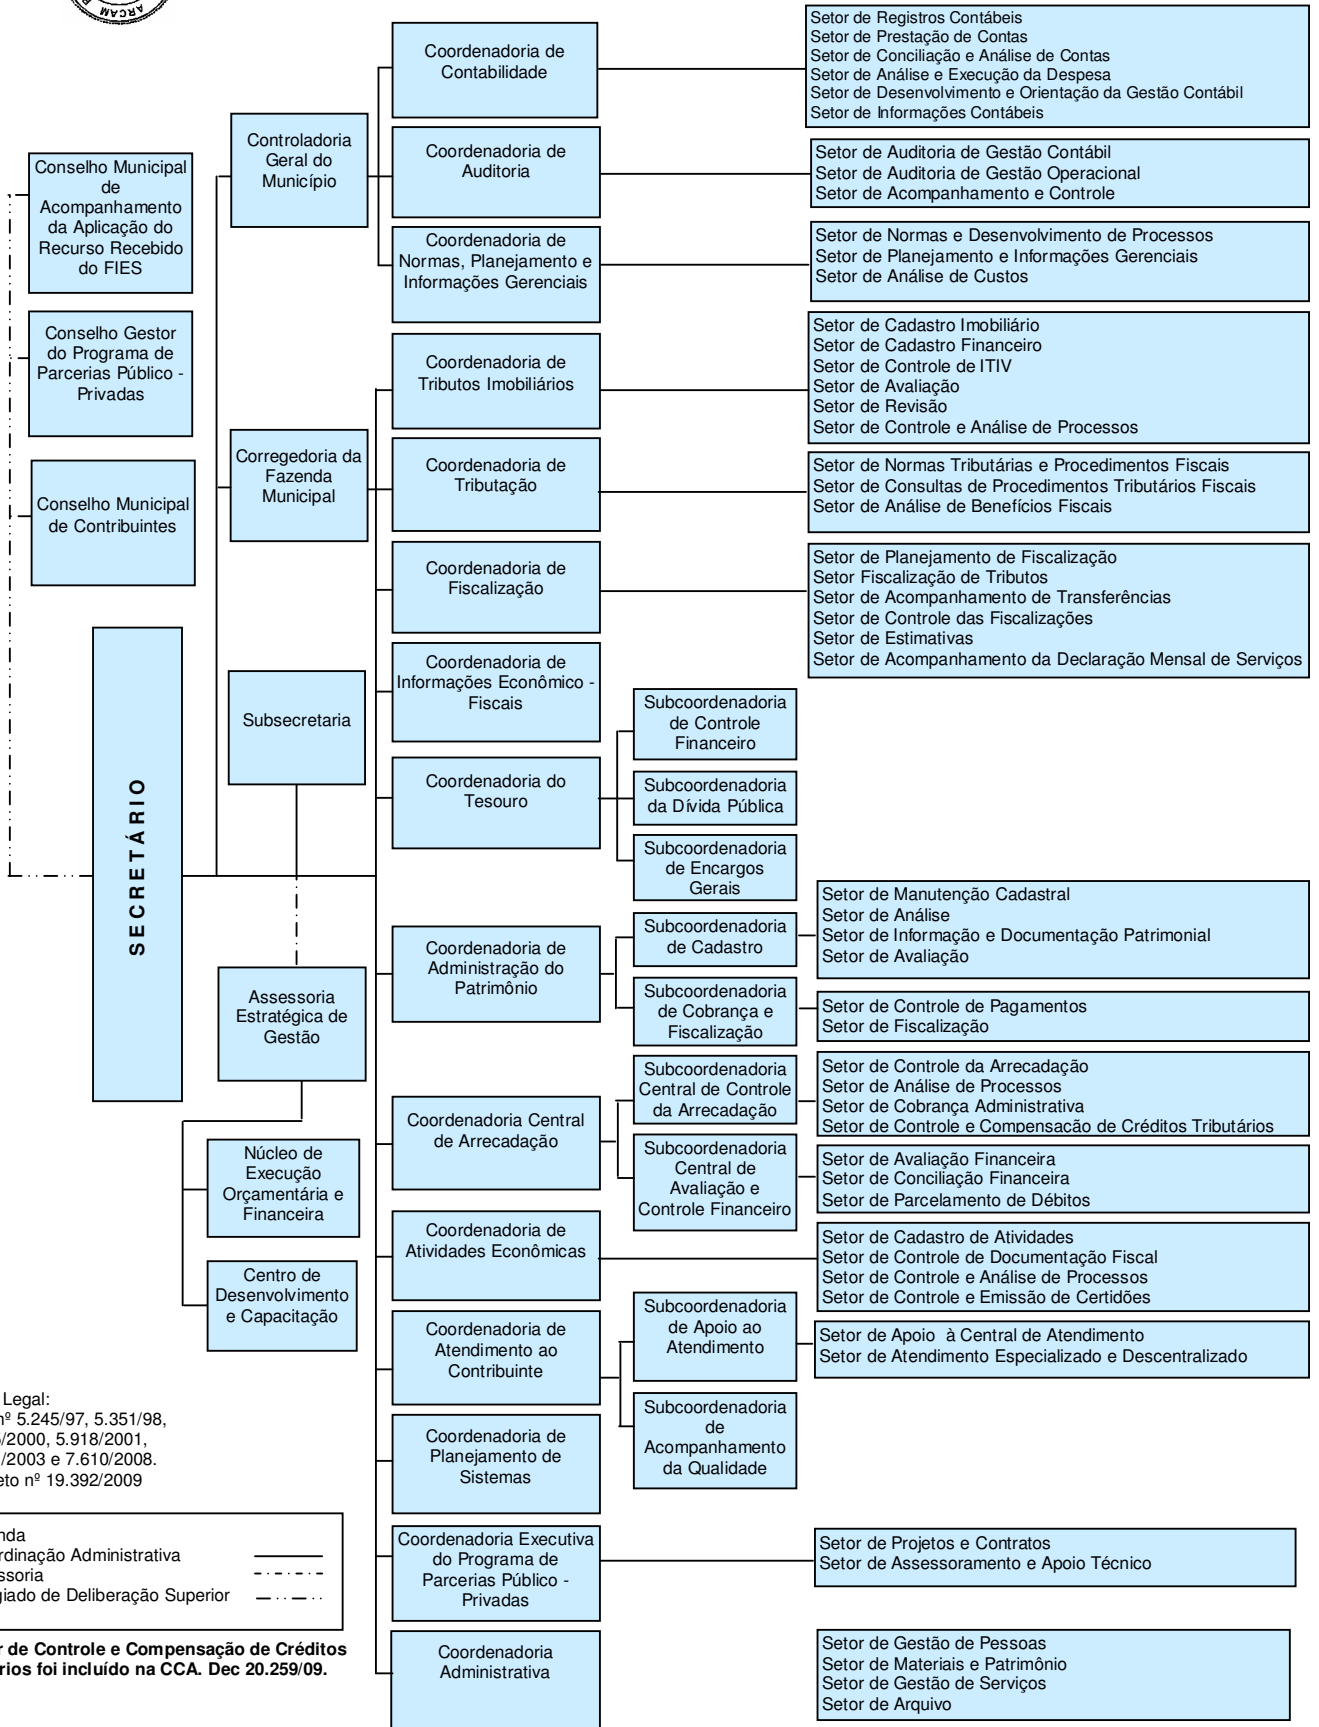 ARCAM
Setor de Registros Contábeis
Setor de Prestação de Contas
Setor de Conciliação e Análise de Contas
Setor de Análise e Execução da Despesa
Setor de Desenvolvimento e Orientação da Gestão Contábil
Setor de Informações Contábeis
Coordenadoria de
Contabilidade
Controladoria
Geral do
Município
Coordenadoria de
Auditoria
Setor de Auditoria de Gestão Contábil
Setor de Auditoria de Gestão Operacional
Setor de Acompanhamento e Controle
Conselho Municipal
de
Acompanhamento
da Aplicação do
Recurso Recebido
do FIES
Coordenadoria de
Normas, Planejamento e
Informações Gerenciais
Setor de Normas e Desenvolvimento de Processos
Setor de Planejamento e Informações Gerenciais
Setor de Análise de Custos
Conselho Gestor
do Programa de
Parcerias Público -
Privadas
Coordenadoria de
Tributos Imobiliários
Setor de Cadastro Imobiliário
Setor de Cadastro Financeiro
Setor de Controle de ITIV
Setor de Avaliação
Setor de Revisão
Setor de Controle e Análise de Processos
Corregedoria da
Fazenda
Municipal
Coordenadoria de
Tributação
Setor de Normas Tributárias e Procedimentos Fiscais
Setor de Consultas de Procedimentos Tributários Fiscais
Setor de Análise de Benefícios Fiscais
Conselho Municipal
de Contribuintes
Coordenadoria de
Fiscalização
Setor de Planejamento de Fiscalização
Setor Fiscalização de Tributos
Setor de Acompanhamento de Transferências
Setor de Controle das Fiscalizações
Setor de Estimativas
Setor de Acompanhamento da Declaração Mensal de Serviços
SECRETÁRIO
Subsecretaria
Coordenadoria de
Informações Econômico -
Fiscais
Coordenadoria do
Tesouro
Subcoordenadoria
de Controle
Financeiro
Subcoordenadoria
da Dívida Pública
Subcoordenadoria
de Encargos
Gerais
Coordenadoria de
Administração do
Patrimônio
Subcoordenadoria
de Cadastro
Setor de Manutenção Cadastral
Setor de Análise
Setor de Informação e Documentação Patrimonial
Setor de Avaliação
Subcoordenadoria
de Cobrança e
Fiscalização
Setor de Controle de Pagamentos
Setor de Fiscalização
Assessoria
Estratégica de
Gestão
Coordenadoria Central
de Arrecadação
Subcoordenadoria
Central de Controle
da Arrecadação
Setor de Controle da Arrecadação
Setor de Análise de Processos
Setor de Cobrança Administrativa
Setor de Controle e Compensação de Créditos Tributários
Subcoordenadoria
Central de
Avaliação e
Controle Financeiro
Setor de Avaliação Financeira
Setor de Conciliação Financeira
Setor de Parcelamento de Débitos
Núcleo de
Execução
Orçamentária e
Financeira
Centro de
Desenvolvimento
e Capacitação
Coordenadoria de
Atividades Econômicas
Setor de Cadastro de Atividades
Setor de Controle de Documentação Fiscal
Setor de Controle e Análise de Processos
Setor de Controle e Emissão de Certidões
Coordenadoria de
Atendimento ao
Contribuinte
Subcoordenadoria
de Apoio ao
Atendimento
Setor de Apoio à Central de Atendimento
Setor de Atendimento Especializado e Descentralizado
Subcoordenadoria
de
Acompanhamento
da Qualidade
Coordenadoria de
Planejamento de
Sistemas
Legal:
nº 5.245/97, 5.351/98,
/2000, 5.918/2001,
/2003 e 7.610/2008.
eto nº 19.392/2009
nda
rdinação Administrativa
ssoria
giado de Deliberação Superior
Coordenadoria Executiva
do Programa de
Parcerias Público -
Privadas
Setor de Projetos e Contratos
Setor de Assessoramento e Apoio Técnico
r de Controle e Compensação de Créditos
rios foi incluído na CCA. Dec 20.259/09.
Coordenadoria
Administrativa
Setor de Gestão de Pessoas
Setor de Materiais e Patrimônio
Setor de Gestão de Serviços
Setor de Arquivo